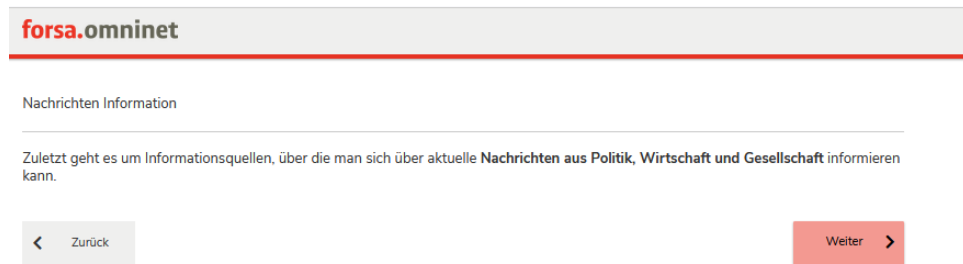 forsa.omninet
Nachrichten Information
Zuletzt geht es um Informationsquellen, über die man sich über aktuelle Nachrichten aus Politik, Wirtschaft und Gesellschaft informieren
kann.
Zurück
Weiter